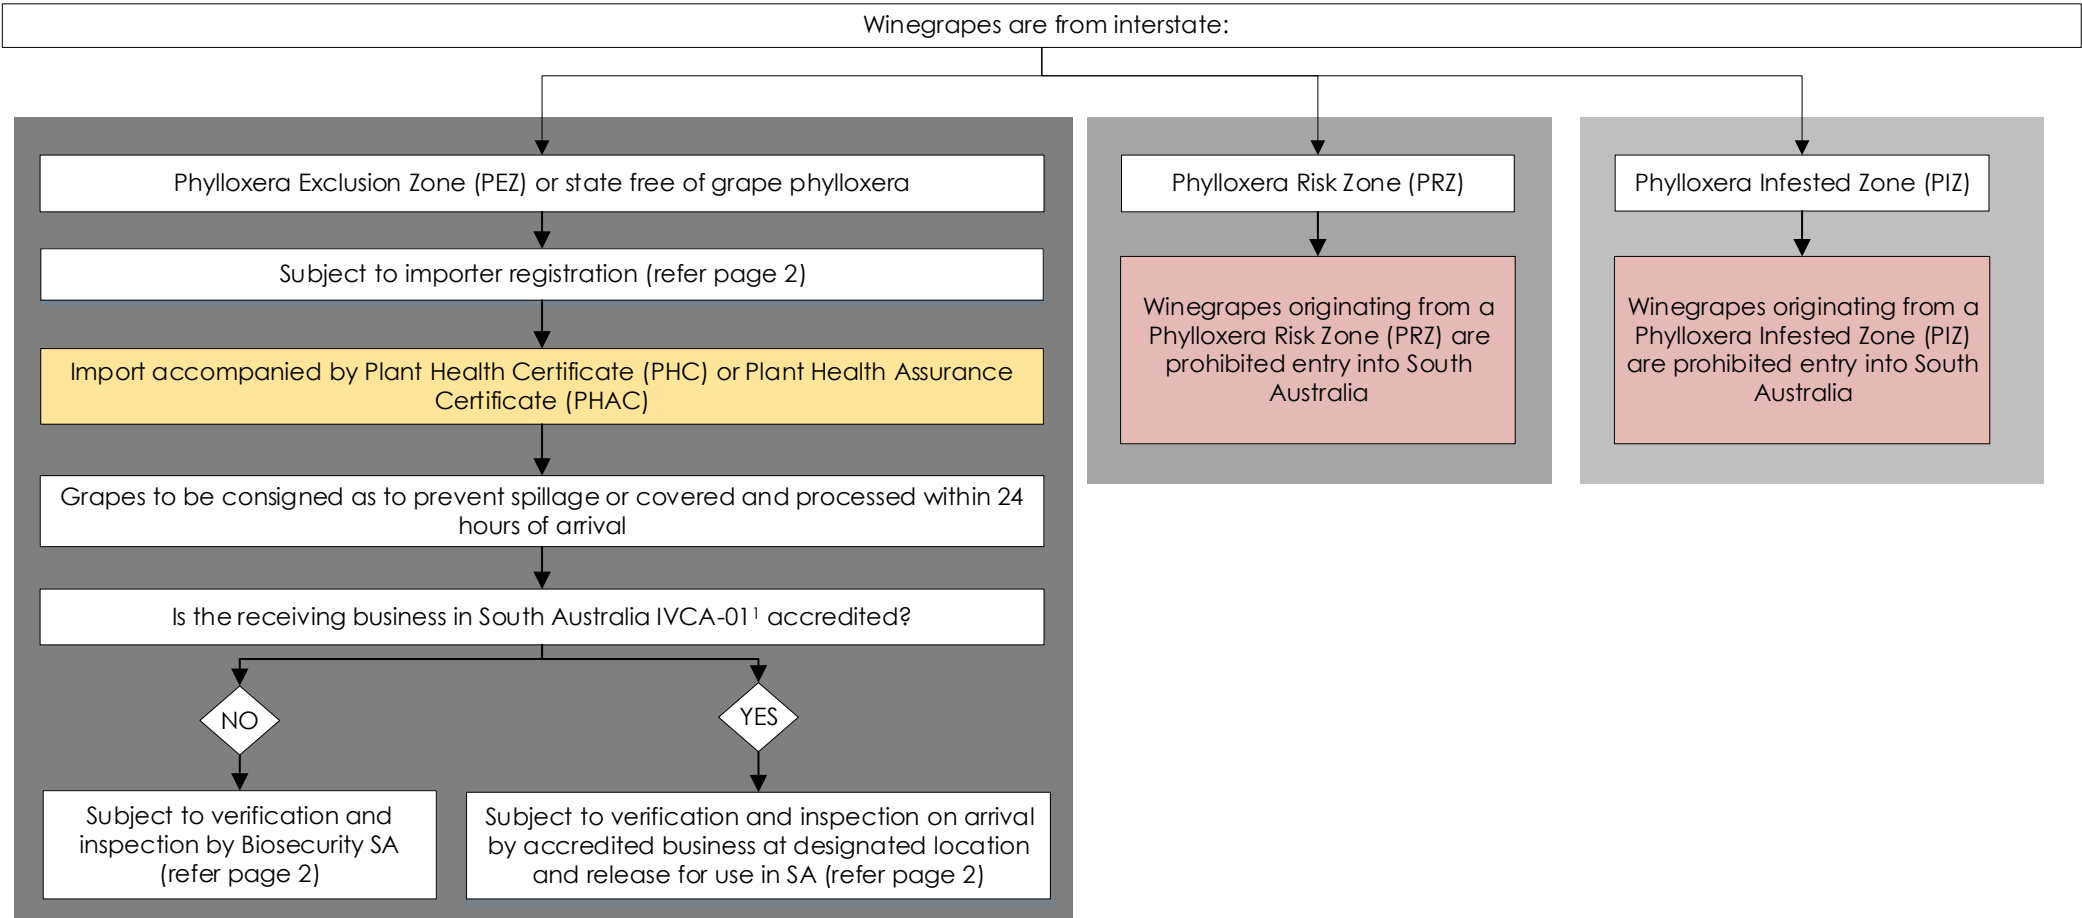 Winegrapes are from interstate:
Phylloxera Exclusion Zone (PEZ) or state free of grape phylloxera
Subject to importer registration (refer page 2)
Import accompanied by Plant Health Certificate (PHC) or Plant Health Assurance
Certificate (PHAC)
Grapes to be consigned as to prevent spillage or covered and processed within 24
hours of arrival
Is the receiving business in South Australia IVCA-01¹ accredited?
NO
YES
Subject to verification and
inspection by Biosecurity SA
(refer page 2)
Subject to verification and inspection on arrival
by accredited business at designated location
and release for use in SA (refer page 2)
Phylloxera Risk Zone (PRZ)
Winegrapes originating from a
Phylloxera Risk Zone (PRZ) are
prohibited entry into South
Australia
Phylloxera Infested Zone (PIZ)
Winegrapes originating from a
Phylloxera Infested Zone (PIZ)
are prohibited entry into South
Australia